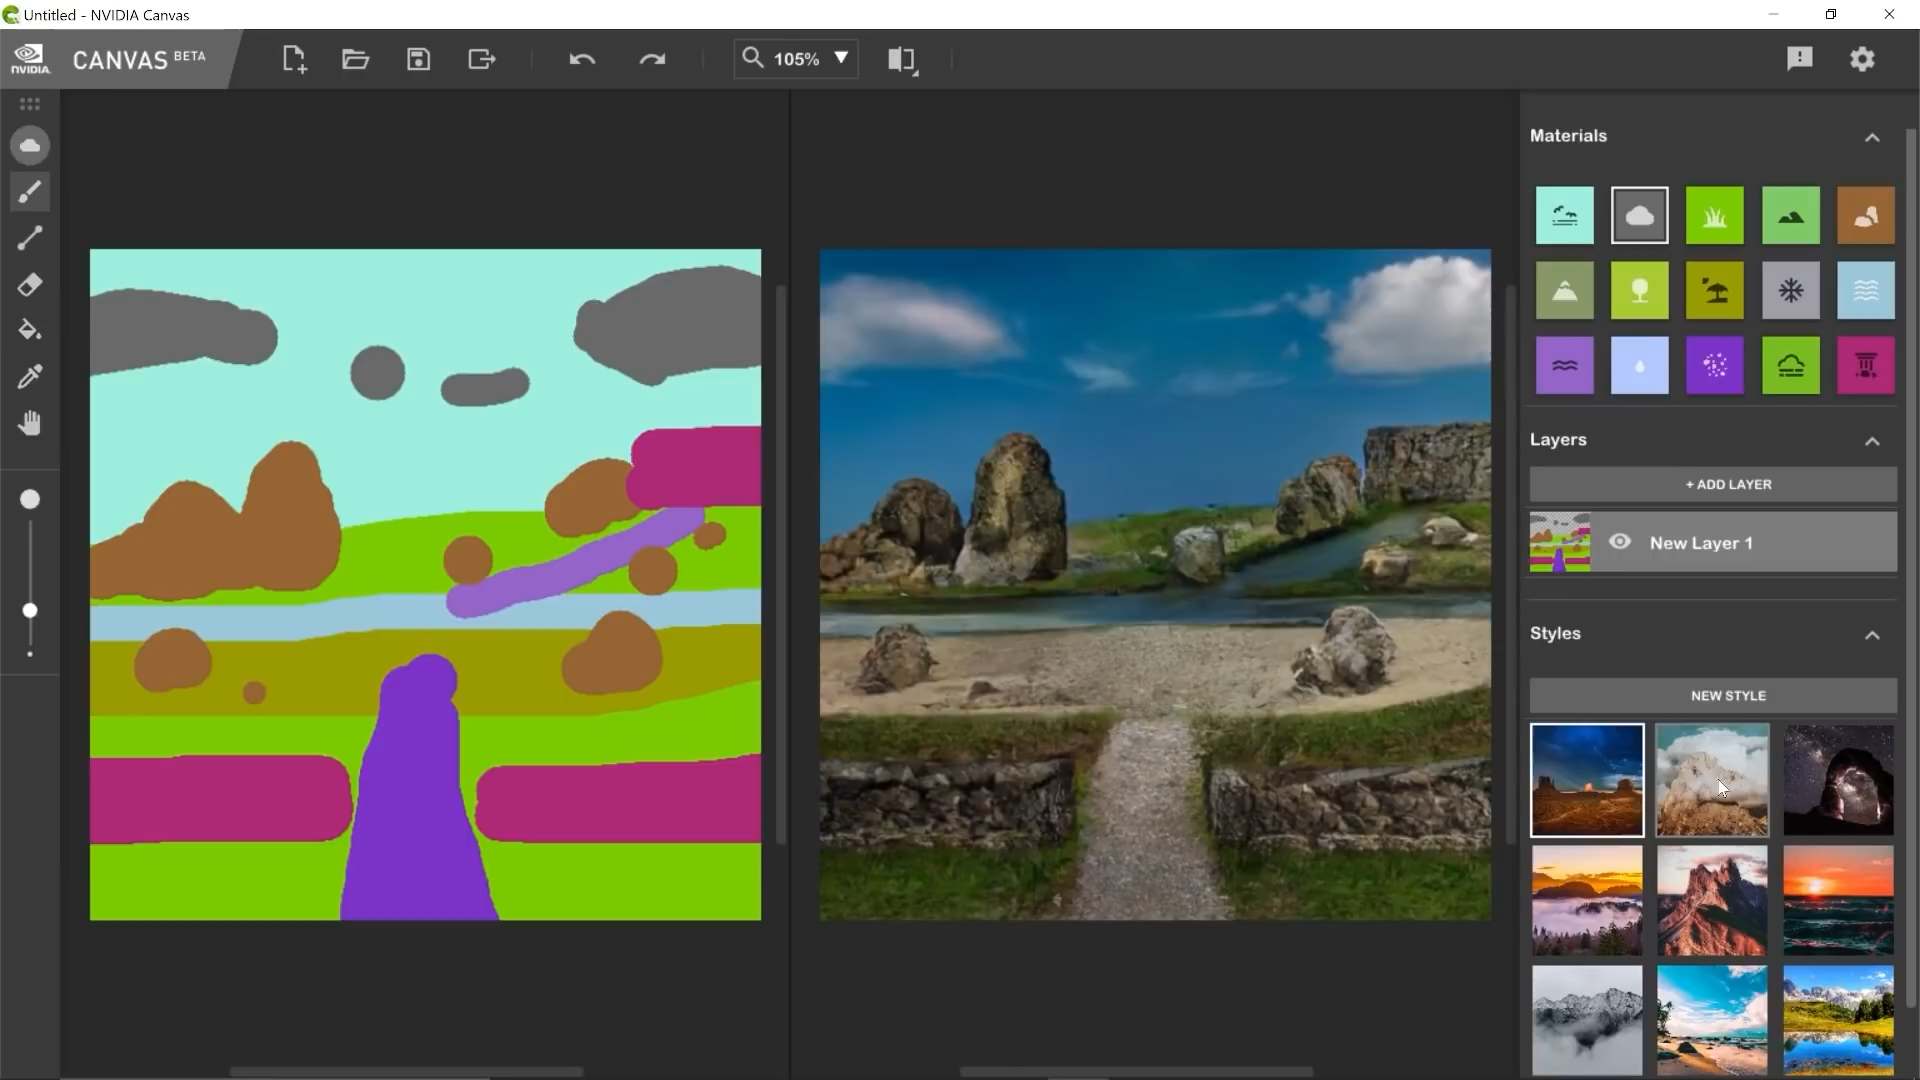 Untitled - NVIDIA Canvas
NVIDIA.
CANVAS BETA
105%
Materials
Layers
+ ADD LAYER
New Layer 1
Styles
NEW STYLE